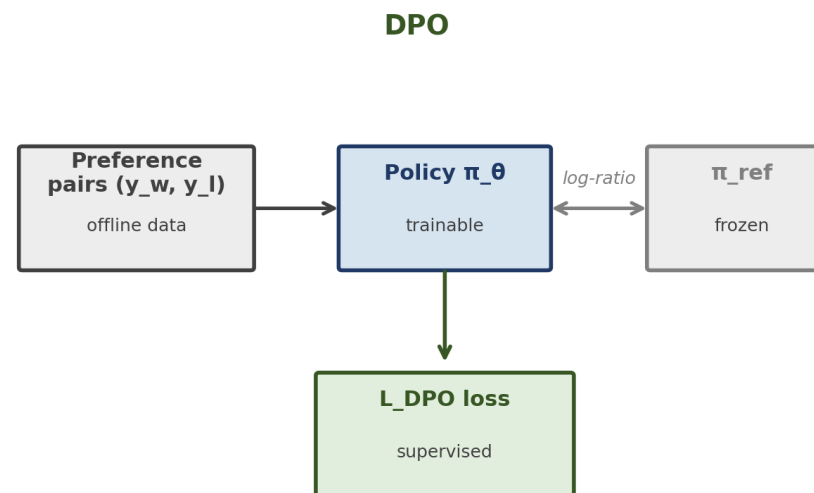 DPO
Preference
pairs (y_w, y_l)
offline data
Policy π_θ
trainable
log-ratio
π_ref
frozen
L_DPO loss
supervised